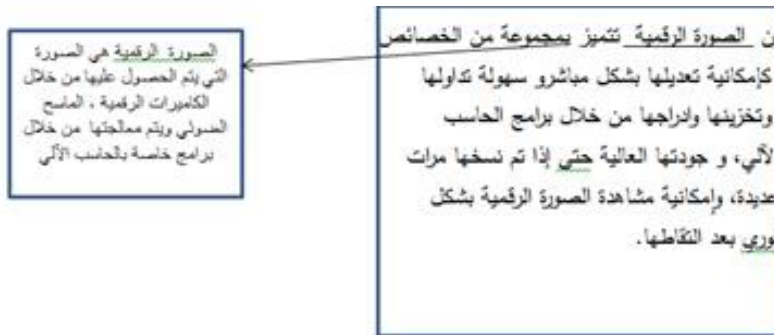 ن الصورة الرقمية تتميز بمجموعة من الخصائص
كإمكانية تعديلها بشكل مباشرو سهولة تداولها
وتخزينها وادراجها من خلال برامج الحاسب
لآلي، و جودتها العالية حتى إذا تم نسخها مرات
عديدة، وإمكانية مشاهدة الصورة الرقمية بشكل
وري بعد التقاطها.
الصورة الرقمية هي الصورة
التي يتم الحصول عليها من خلال
الكاميرات الرقمية ، الماسح
الضوئي ويتم معالجتها من خلال
برامج خاصة بالحاسب الآلي